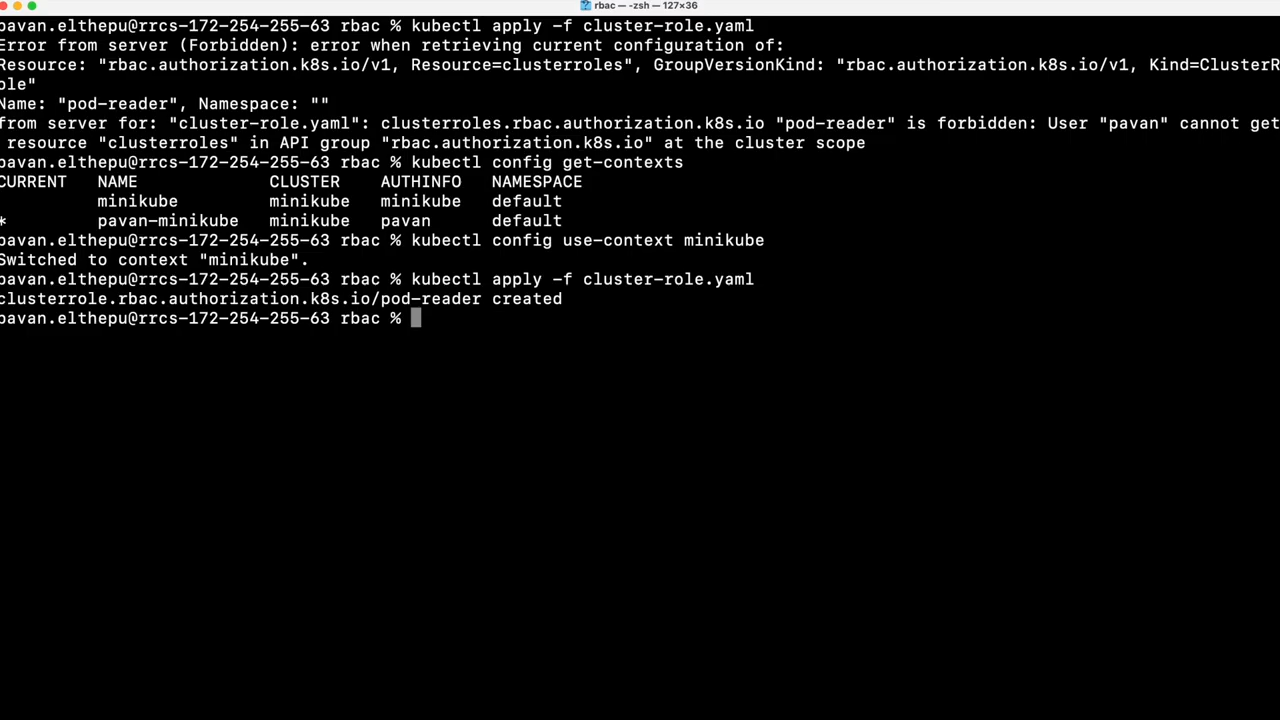 rbac — -zsh — 127×36
pavan.elthepu@rrcs-172-254-255-63 rbac % kubectl apply -f cluster-role.yaml
Error from server (Forbidden): error when retrieving current configuration of:
Resource: "rbac.authorization.k8s.io/v1, Resource=clusterroles", GroupVersionKind: "rbac.authorization.k8s.io/v1, Kind=ClusterR
ole"
Name: "pod-reader", Namespace: ""
from server for: "cluster-role.yaml": clusterroles.rbac.authorization.k8s.io "pod-reader" is forbidden: User "pavan" cannot get
 resource "clusterroles" in API group "rbac.authorization.k8s.io" at the cluster scope
pavan.elthepu@rrcs-172-254-255-63 rbac % kubectl config get-contexts
CURRENT   NAME             CLUSTER    AUTHINFO   NAMESPACE
          minikube         minikube   minikube   default
*         pavan-minikube   minikube   pavan      default
pavan.elthepu@rrcs-172-254-255-63 rbac % kubectl config use-context minikube
Switched to context "minikube".
pavan.elthepu@rrcs-172-254-255-63 rbac % kubectl apply -f cluster-role.yaml
clusterrole.rbac.authorization.k8s.io/pod-reader created
pavan.elthepu@rrcs-172-254-255-63 rbac %